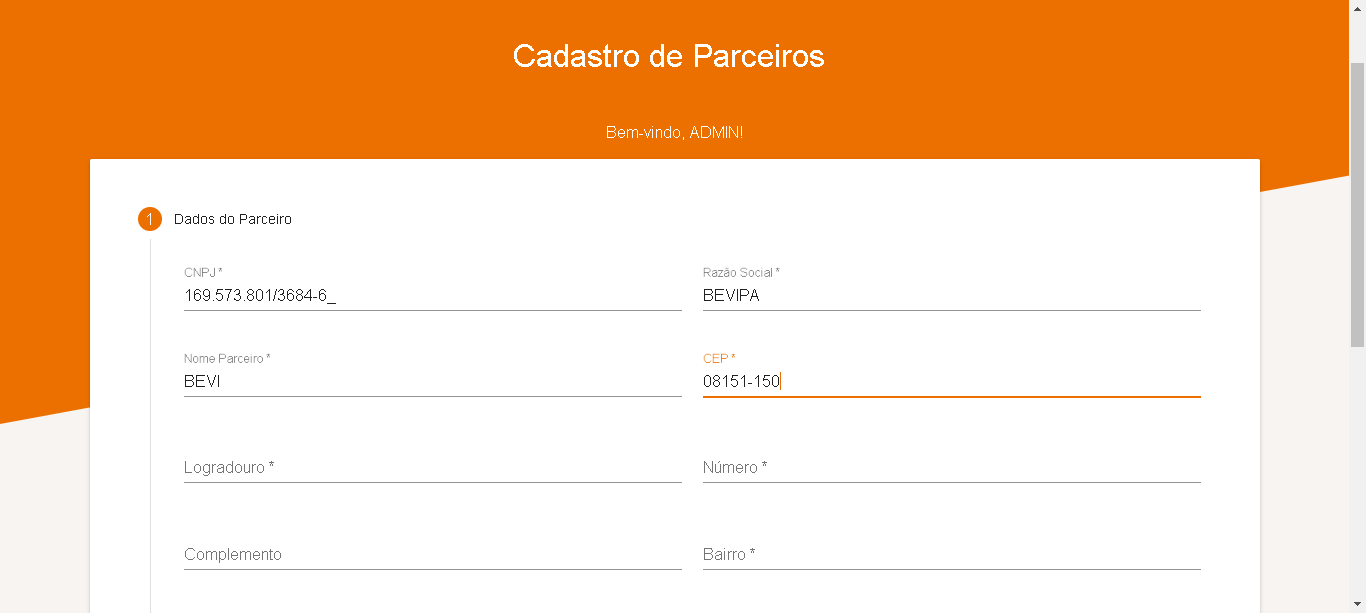 Cadastro de Parceiros
Bem-vindo, ADMIN!
1 Dados do Parceiro
CNPJ * Razão Social *
169.573.801/3684-6_ BEVIPA
Nome Parceiro * CEP *
BEVI 08151-150
Logradouro * Número *
Complemento Bairro *